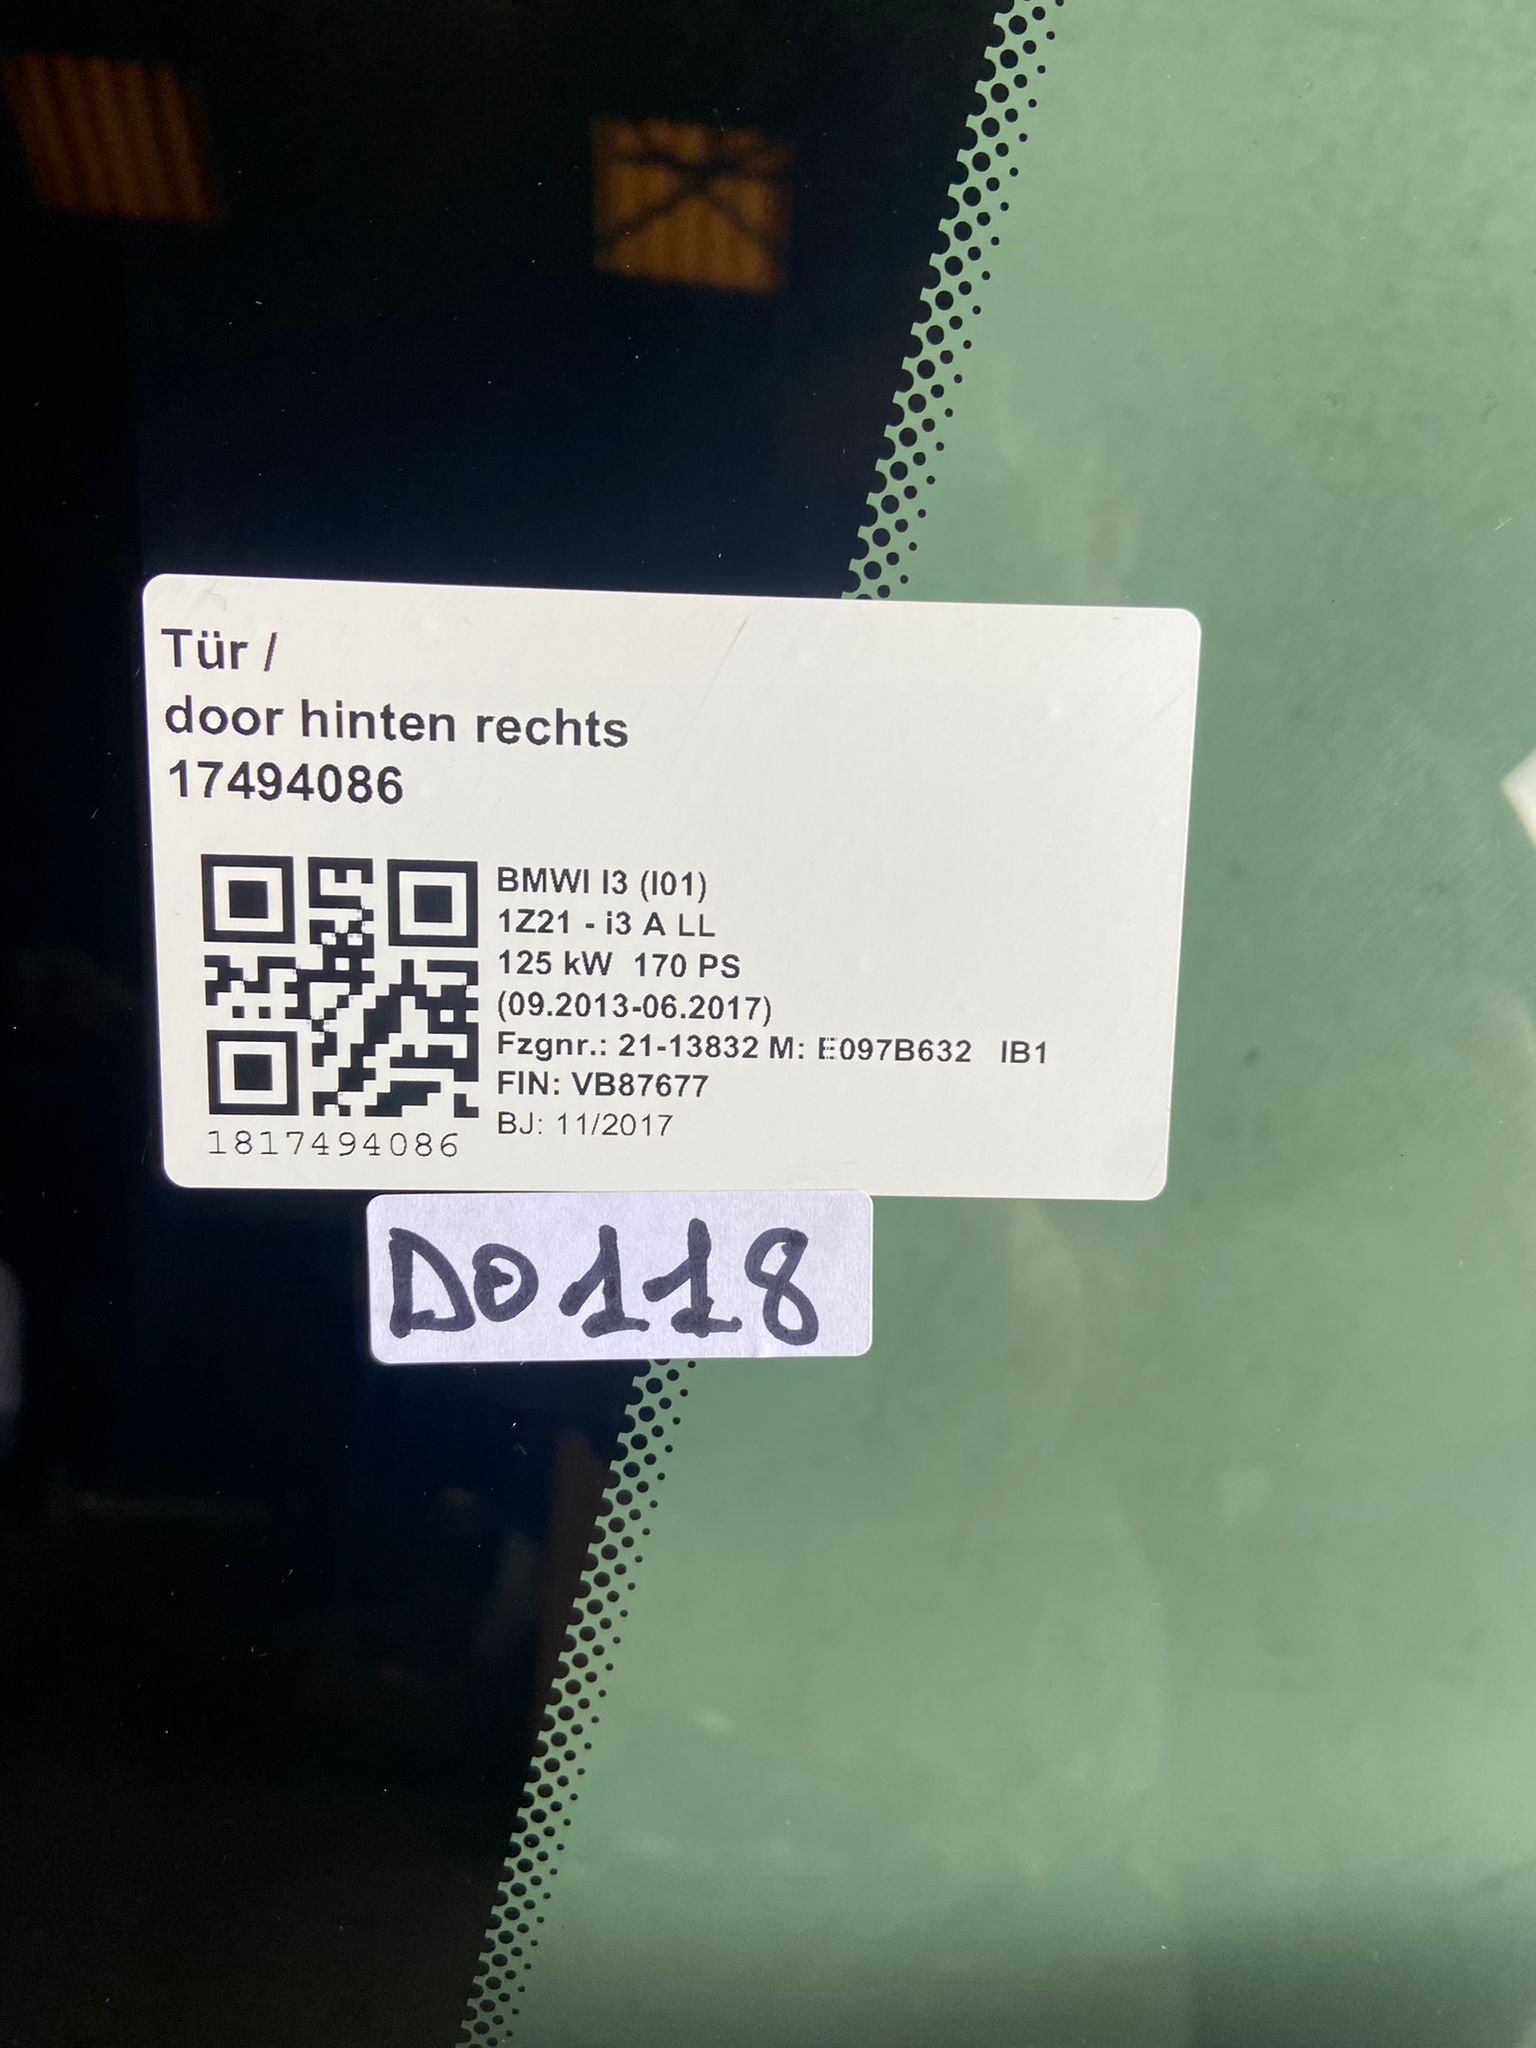 Tür /
door hinten rechts
17494086
BMWI I3 (I01)
1Z21 - i3 A LL
125 kW 170 PS
(09.2013-06.2017)
Fzgnr.: 21-13832 M: E097B632 IB1
FIN: VB87677
BJ: 11/2017
1817494086
DO118